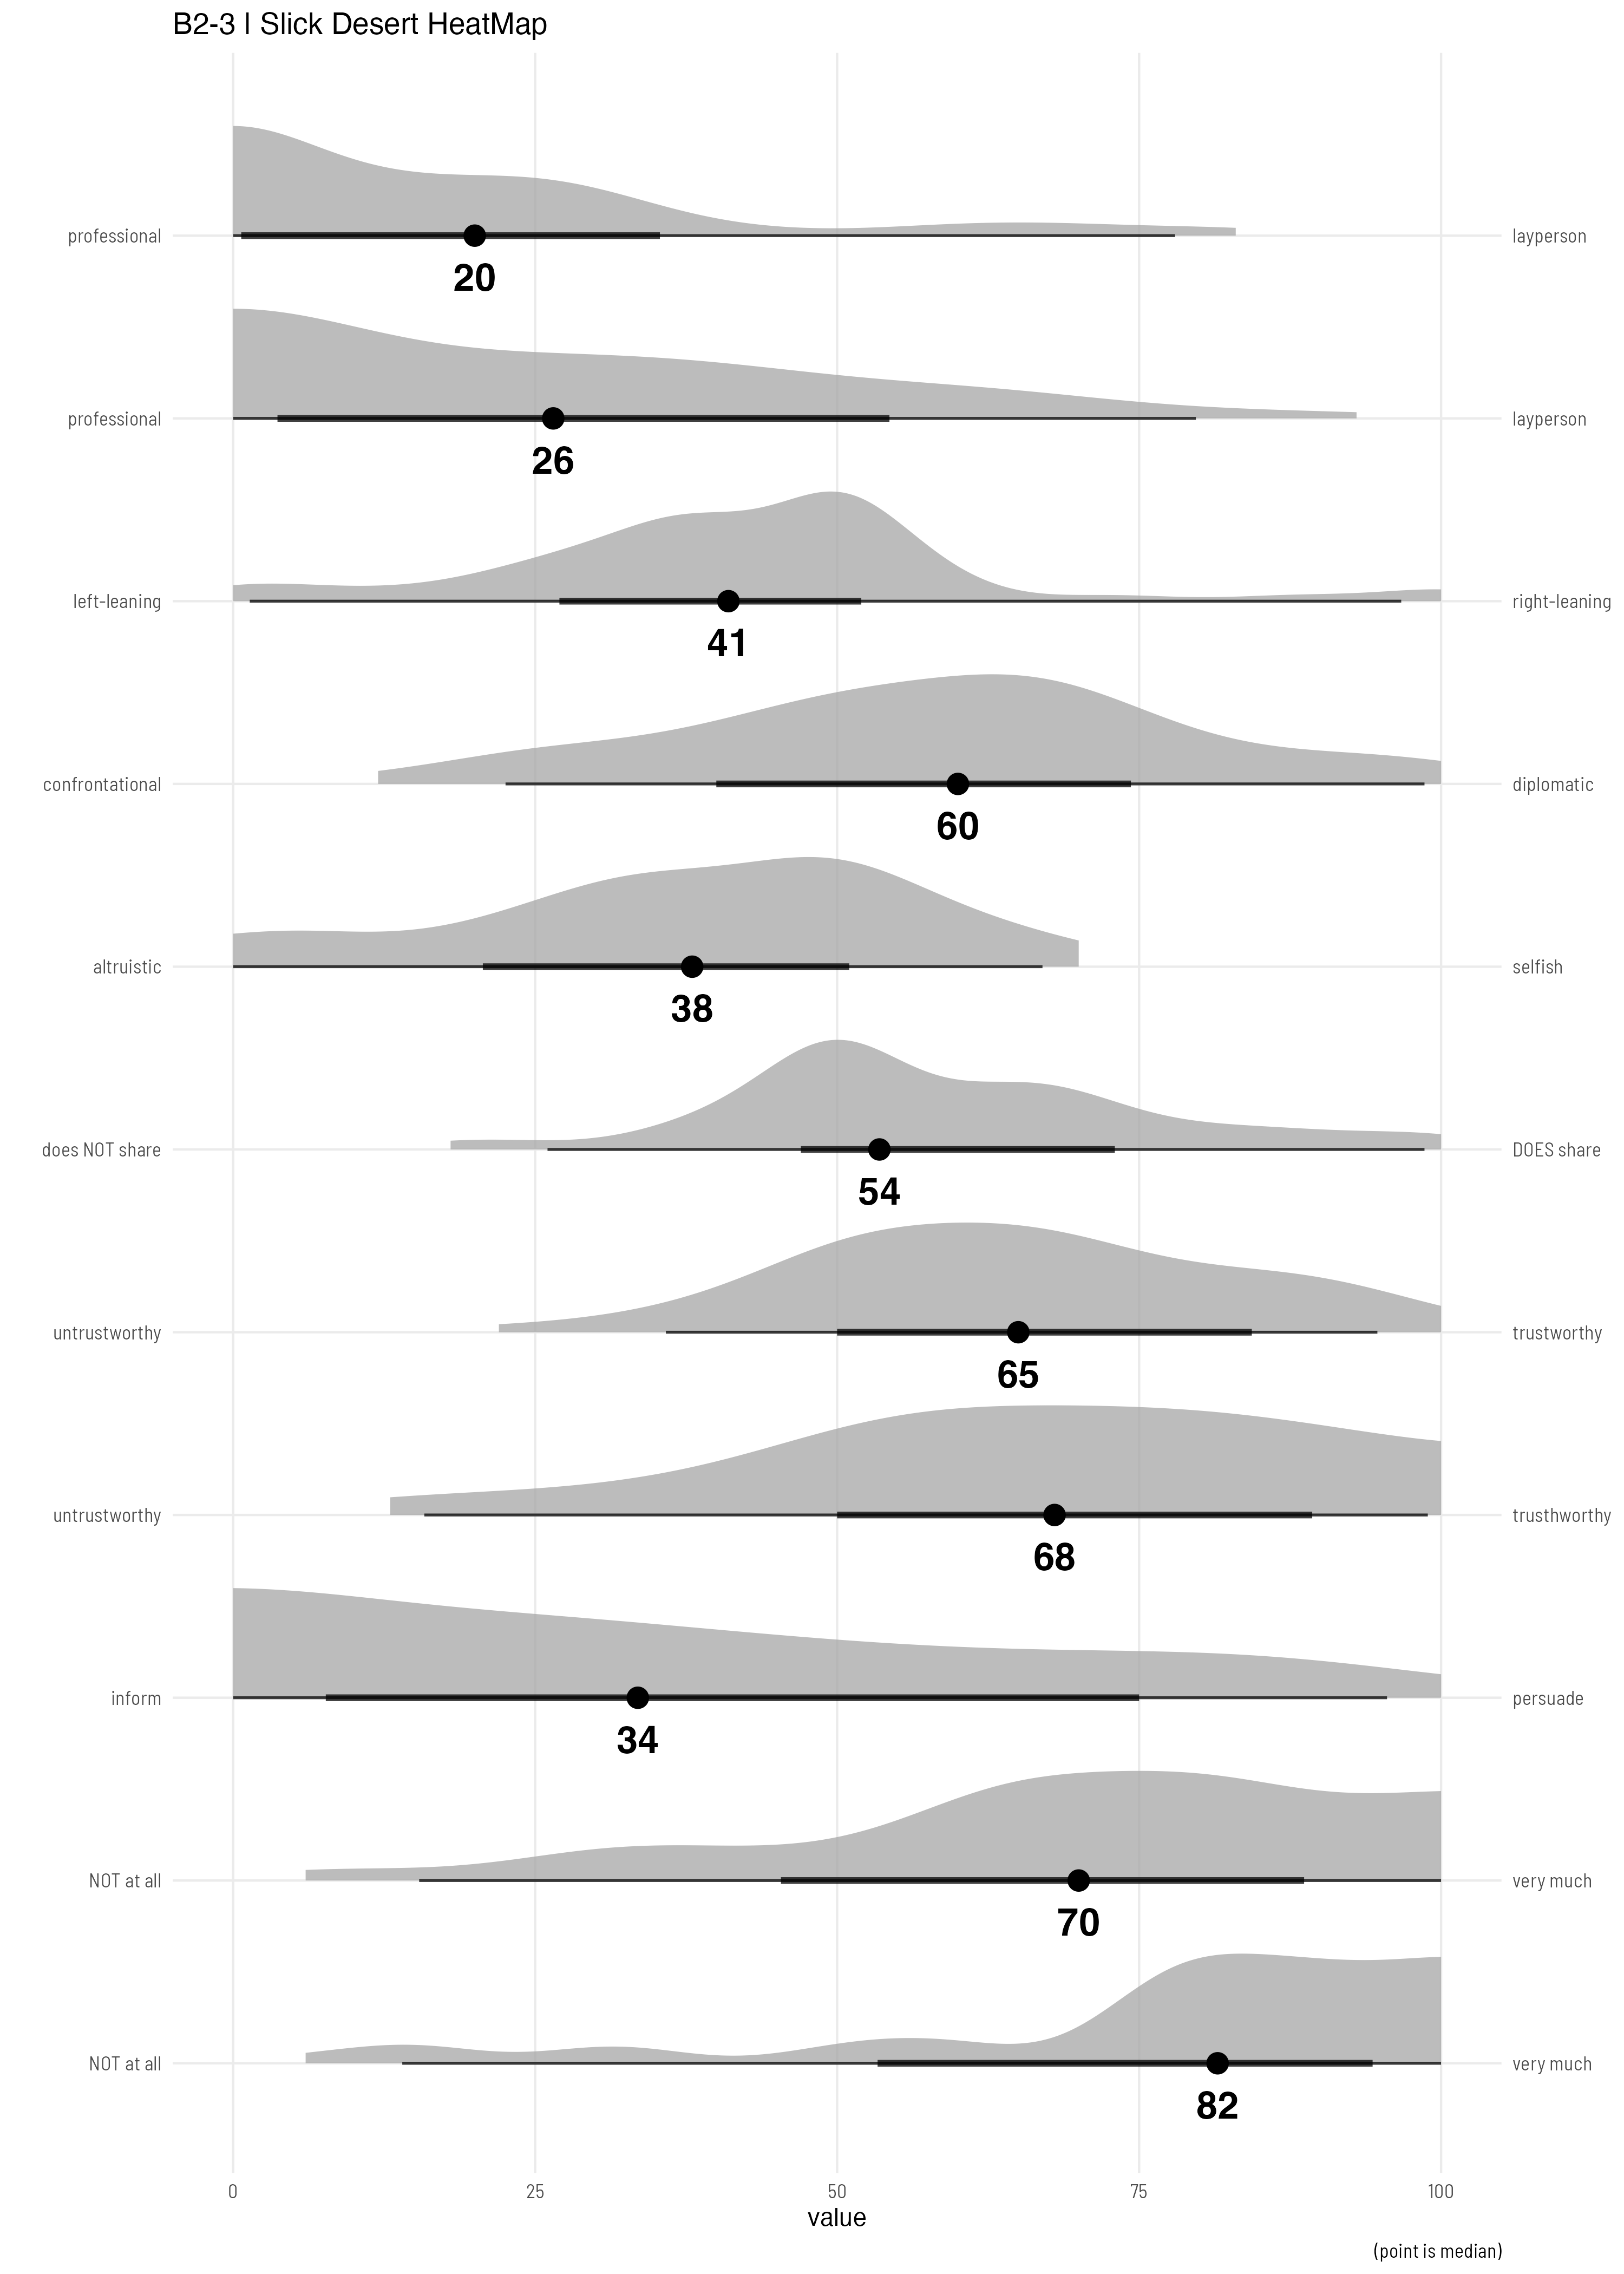 B2-3 | Slick Desert HeatMap
professional layperson
20
professional layperson
26
left-leaning right-leaning
41
confrontational diplomatic
60
altruistic selfish
38
does NOT share DOES share
54
untrustworthy trustworthy
65
untrustworthy trusthworthy
68
inform persuade
34
NOT at all very much
70
NOT at all very much
82
0 25 50 75 100
value
(point is median)